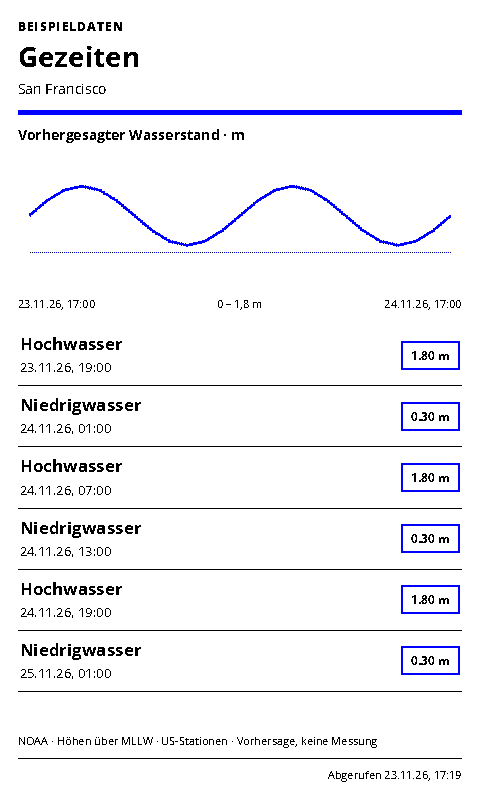 BEISPIELDATEN
Gezeiten
San Francisco
Vorhergesagter Wasserstand · m
23.11.26, 17:00 0 – 1,8 m 24.11.26, 17:00
Hochwasser
23.11.26, 19:00
1.80 m
Niedrigwasser
24.11.26, 01:00
0.30 m
Hochwasser
24.11.26, 07:00
1.80 m
Niedrigwasser
24.11.26, 13:00
0.30 m
Hochwasser
24.11.26, 19:00
1.80 m
Niedrigwasser
25.11.26, 01:00
0.30 m
NOAA · Höhen über MLLW · US-Stationen · Vorhersage, keine Messung
Abgerufen 23.11.26, 17:19